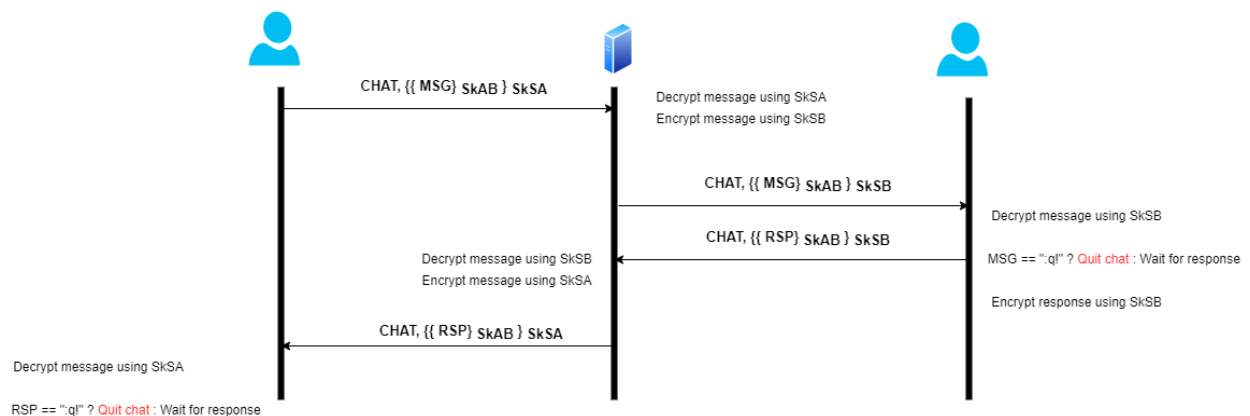 CHAT, {{ MSG} SkAB } SkSA
Decrypt message using SkSA
Encrypt message using SkSB
CHAT, {{ MSG} SkAB } SkSB
Decrypt message using SkSB
CHAT, {{ RSP} SkAB } SkSB
Decrypt message using SkSB
Encrypt message using SkSA
MSG == ":q!" ? Quit chat : Wait for response
Encrypt response using SkSB
CHAT, {{ RSP} SkAB } SkSA
Decrypt message using SkSA
RSP == ":q!" ? Quit chat : Wait for response